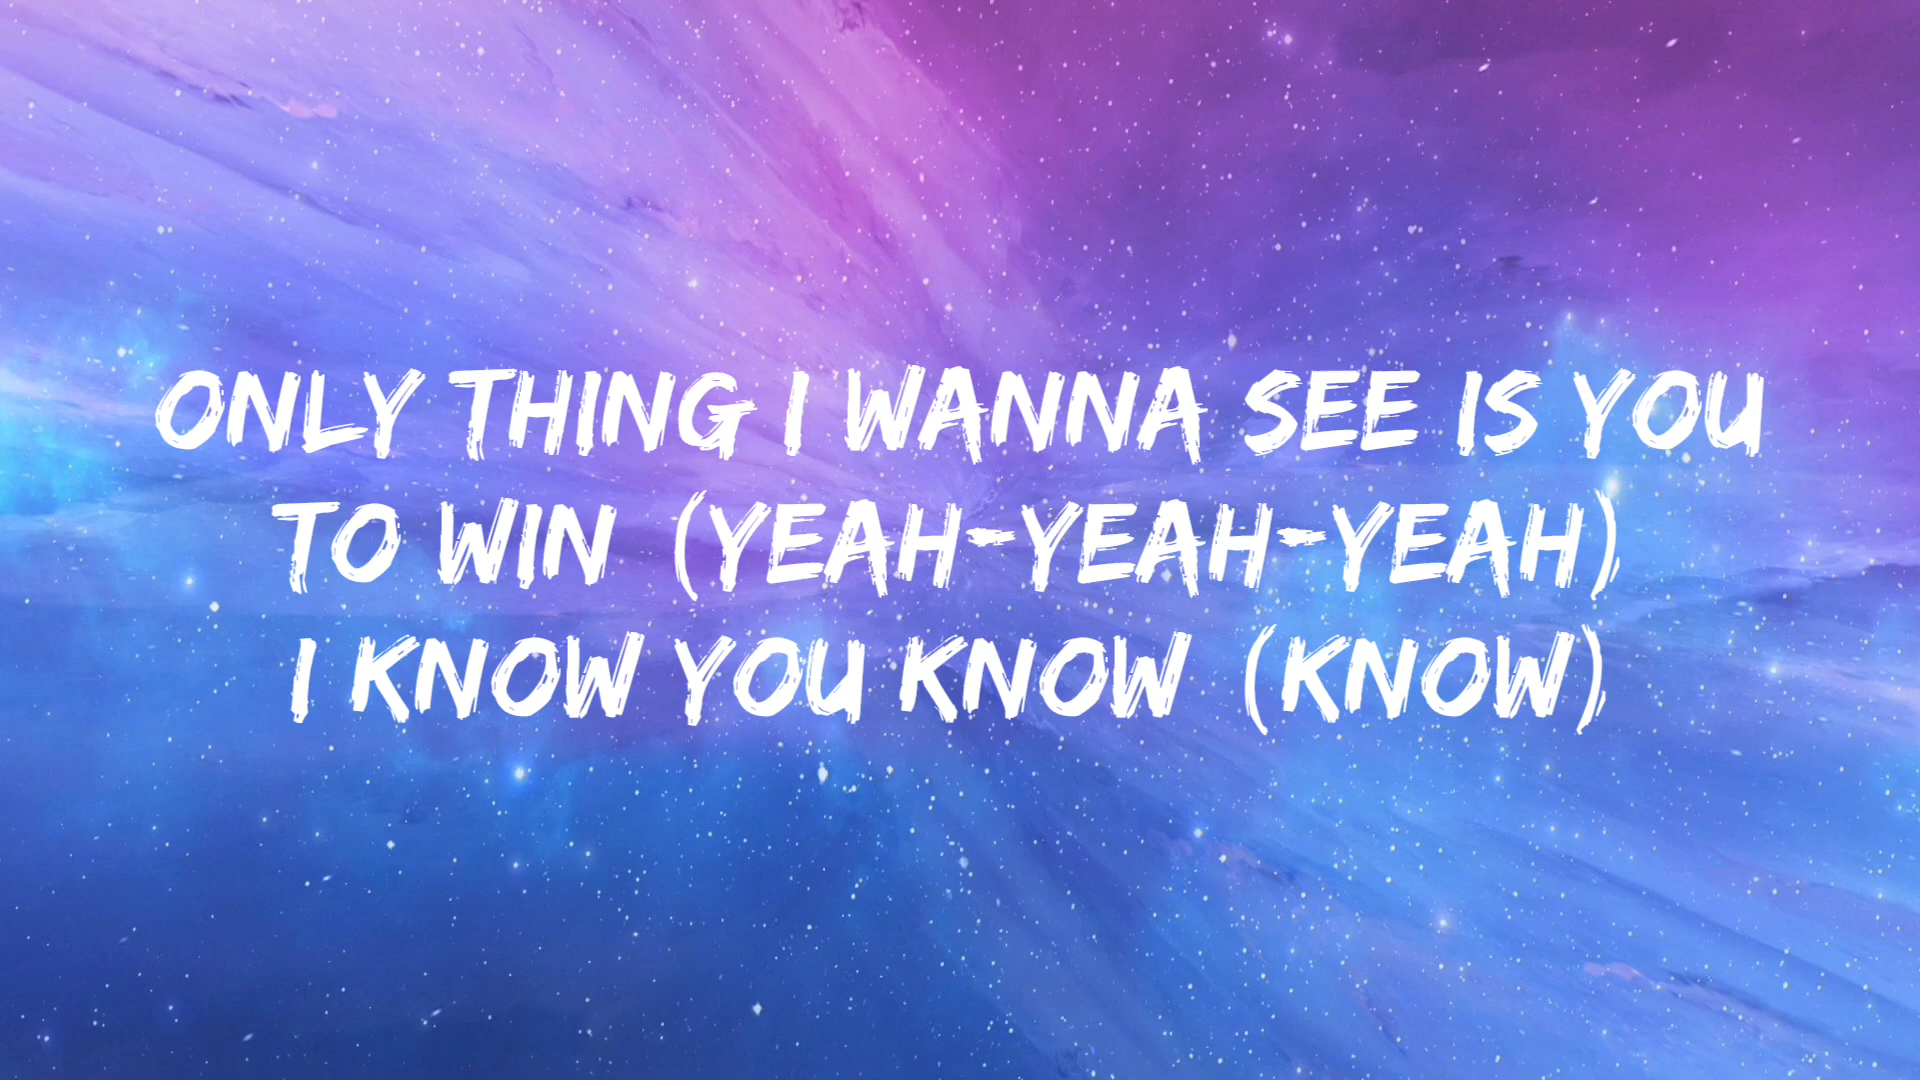 ONLY THING I WANNA SEE IS YOU
TO WIN (YEAH-YEAH-YEAH)
I KNOW YOU KNOW (KNOW)